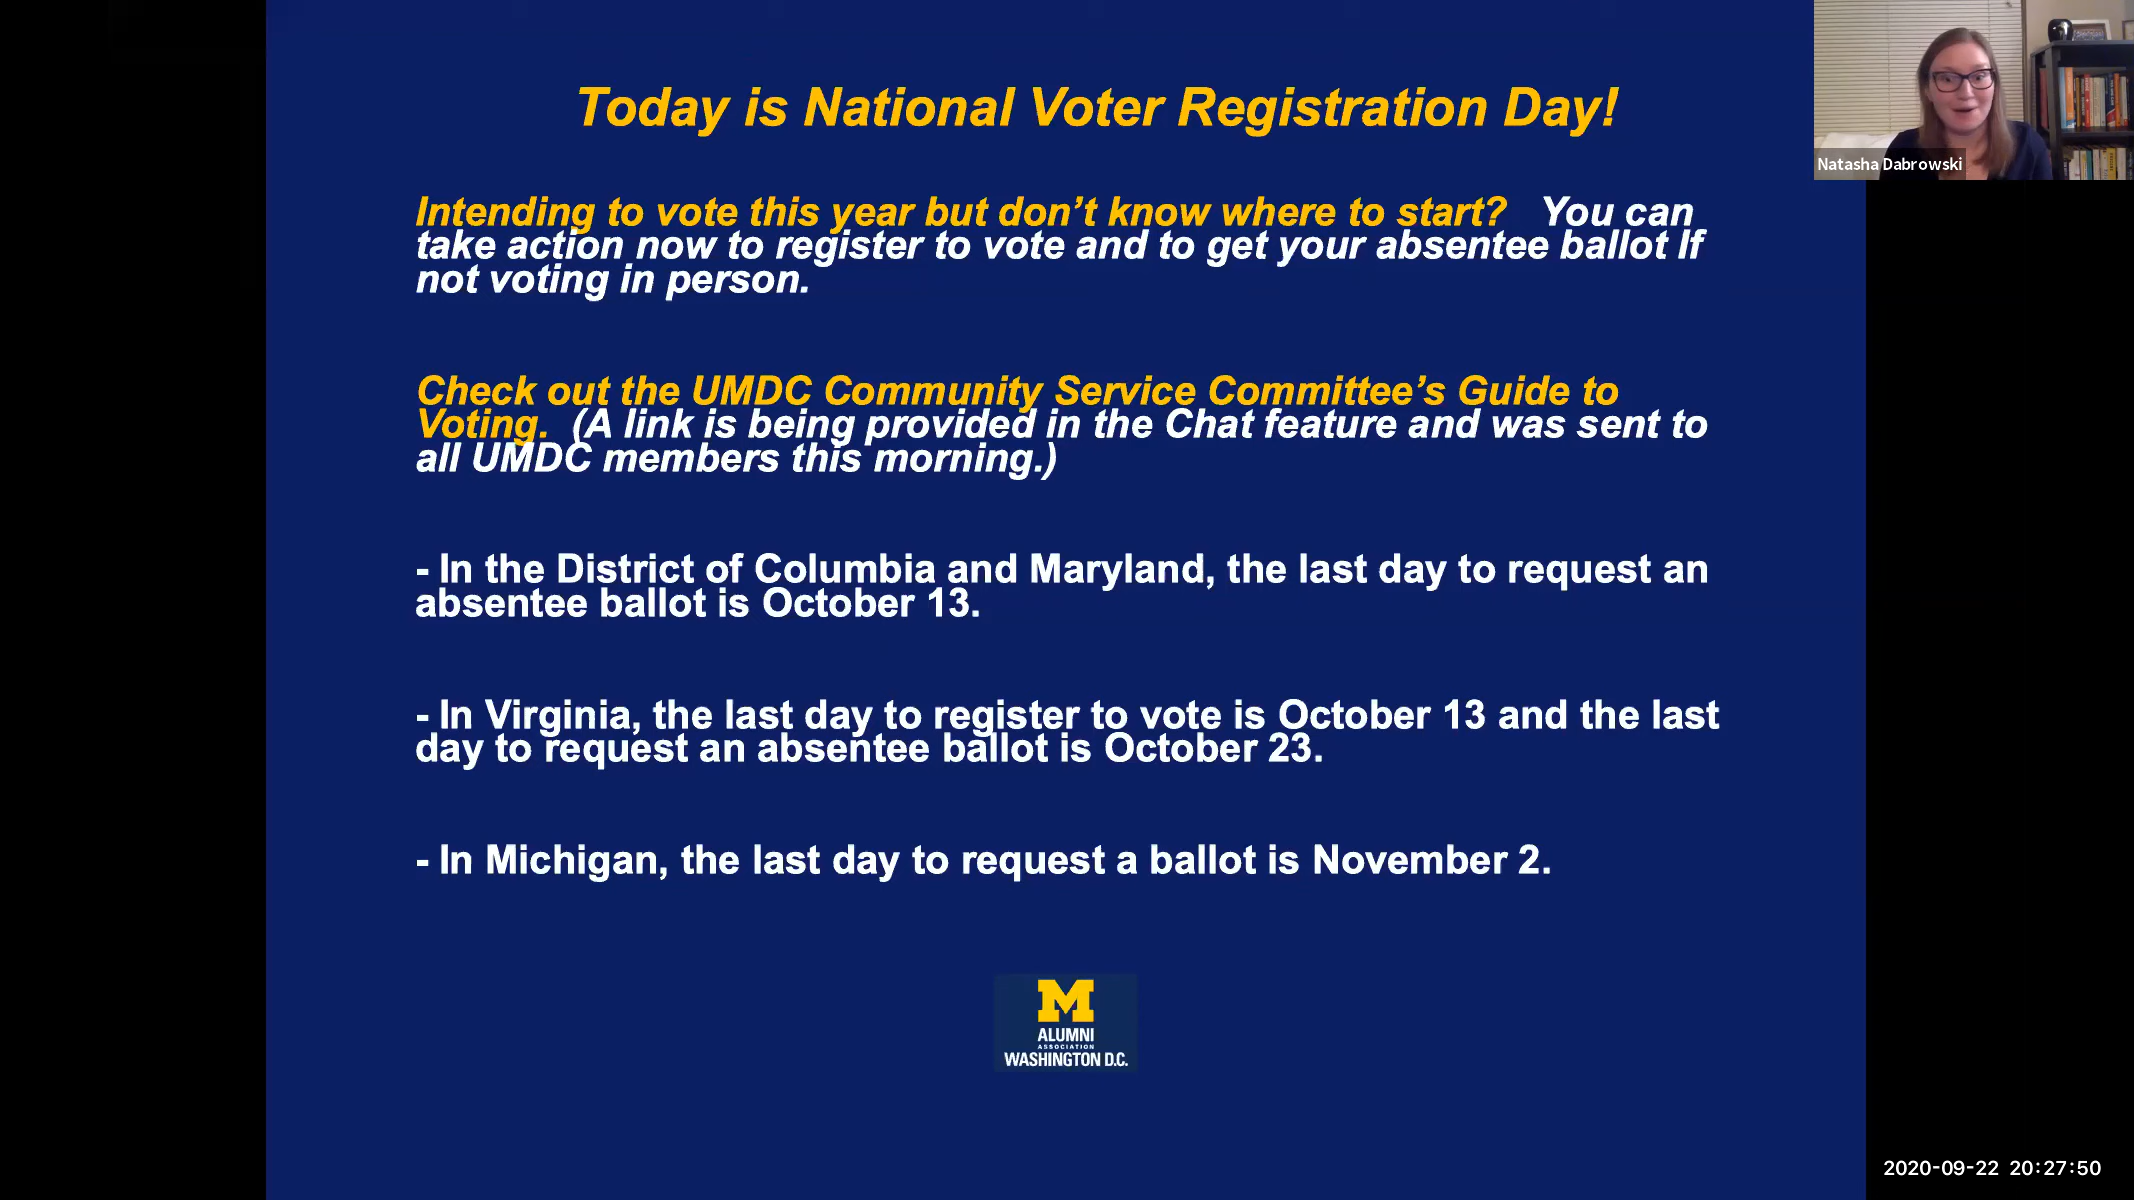 Today is National Voter Registration Day!
Natasha Dabrowski
Intending to vote this year but don’t know where to start?   You can
take action now to register to vote and to get your absentee ballot If
not voting in person.
Check out the UMDC Community Service Committee’s Guide to
Voting.  (A link is being provided in the Chat feature and was sent to
all UMDC members this morning.)
- In the District of Columbia and Maryland, the last day to request an
absentee ballot is October 13.
- In Virginia, the last day to register to vote is October 13 and the last
day to request an absentee ballot is October 23.
- In Michigan, the last day to request a ballot is November 2.
M
ALUMNI
ASSOCIATION
WASHINGTON D.C.
2020-09-22 20:27:50